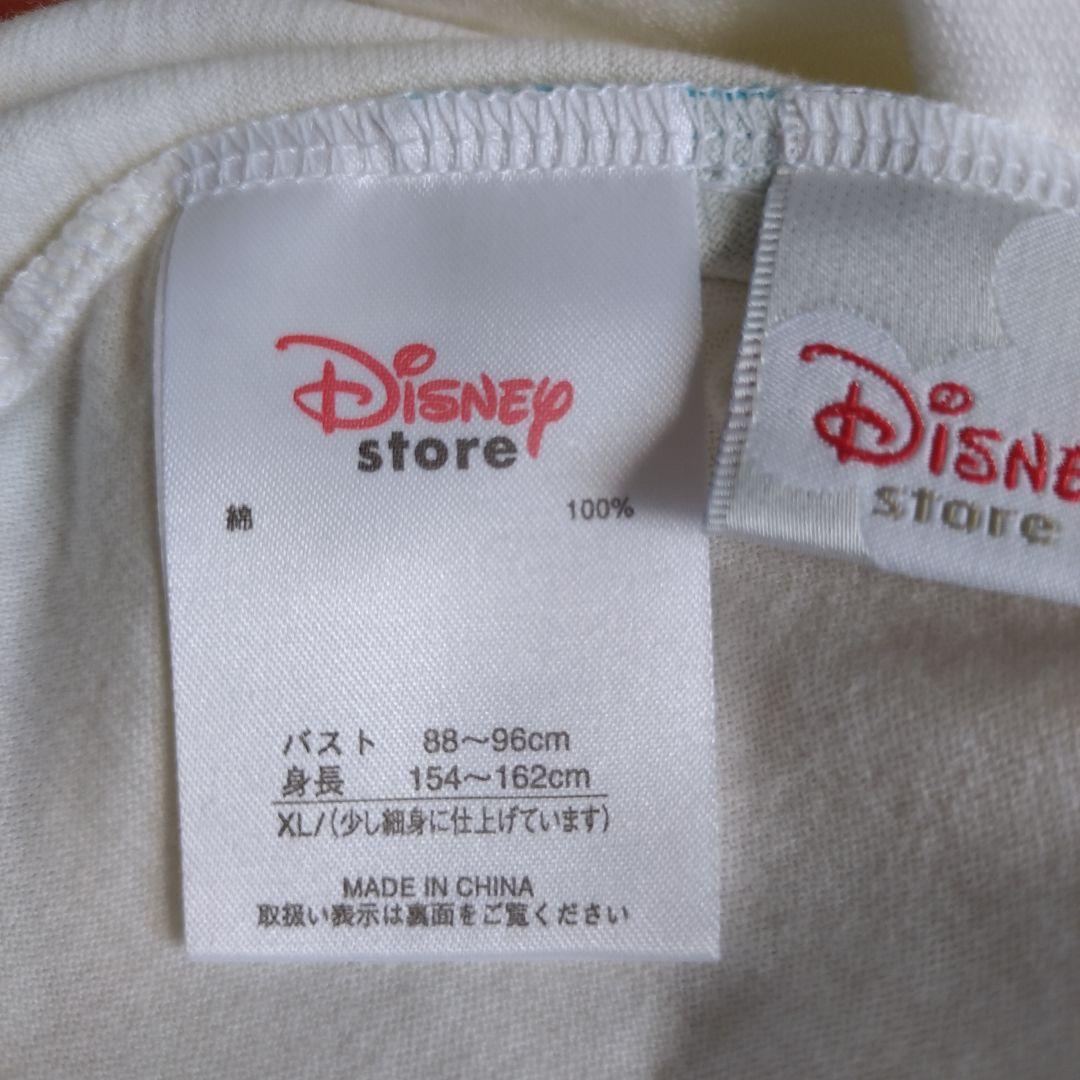 Disney
store
綿 100%
バスト 88～96cm
身長 154～162cm
XL/(少し細身に仕上げています)
MADE IN CHINA
取扱い表示は裏面をご覧ください
DISNE
store